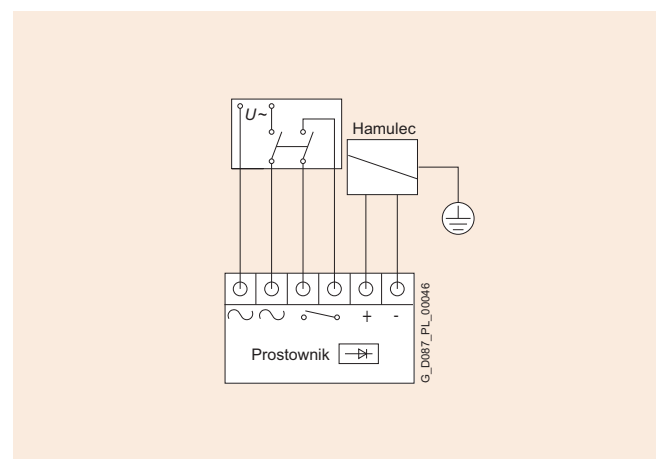 U~
Hamulec
+ -
Prostownik
G_D087_PL_00046